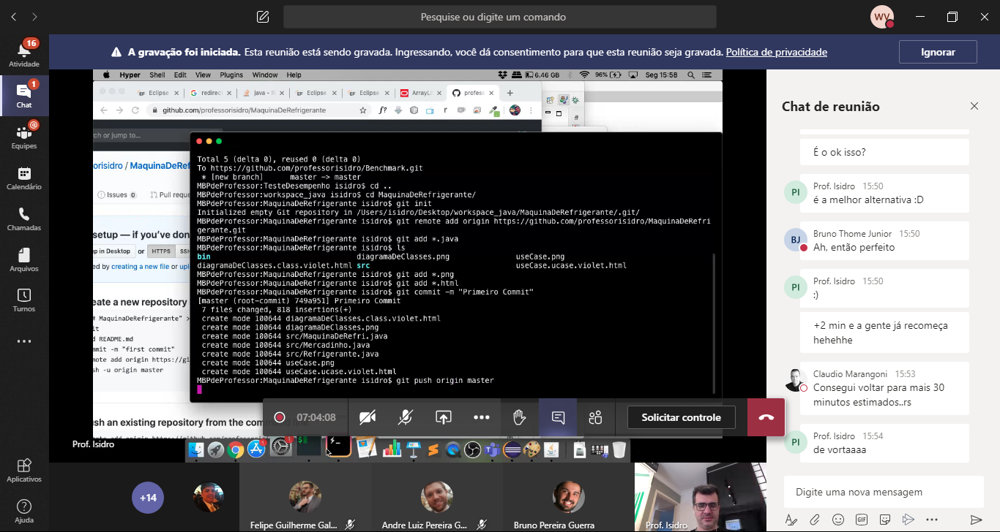 Pesquise ou digite um comando
WV
16
Atividade
1
Chat
@
Equipes
Calendário
Chamadas
Arquivos
Turnos
Aplicativos
Ajuda
A gravação foi iniciada. Esta reunião está sendo gravada. Ingressando, você dá consentimento para que esta reunião seja gravada. Política de privacidade
Ignorar
Hyper Shell Edit View Plugins Window Help
6.46 GB 96% Seg 15:58
Eclipse
redirec
java - R
Eclipse
Eclipse
ArrayLi
profess
github.com/professorisidro/MaquinaDeRefrigerante
ch or jump to...
orisidro / MaquinaDeRef
Issues 0 Pull reque
setup — if you've don
up in Desktop or HTTPS SSH
ed by creating a new file or upl
eate a new repository
# MaquinaDeRefrigerante" >
it
d README.md
mmit -m "first commit"
mote add origin https://gi
sh -u origin master
sh an existing repository from the command line
Total 5 (delta 0), reused 0 (delta 0)
To https://github.com/professorisidro/Benchmark.git
* [new branch] master -> master
MBPdeProfessor:TesteDesempenho isidro$ cd ..
MBPdeProfessor:workspace_java isidro$ cd MaquinaDeRefrigerante/
MBPdeProfessor:MaquinaDeRefrigerante isidro$ git init
Initialized empty Git repository in /Users/isidro/Desktop/workspace_java/MaquinaDeRefrigerante/.git/
MBPdeProfessor:MaquinaDeRefrigerante isidro$ git remote add origin https://github.com/professorisidro/MaquinaDeRefri
gerante.git
MBPdeProfessor:MaquinaDeRefrigerante isidro$ git add *.java
MBPdeProfessor:MaquinaDeRefrigerante isidro$ ls
bin diagramaDeClasses.png useCase.png
diagramaDeClasses.class.violet.html src useCase.ucase.violet.html
MBPdeProfessor:MaquinaDeRefrigerante isidro$ git add *.png
MBPdeProfessor:MaquinaDeRefrigerante isidro$ git add *.html
MBPdeProfessor:MaquinaDeRefrigerante isidro$ git commit -m "Primeiro Commit"
[master (root-commit) 749a951] Primeiro Commit
7 files changed, 818 insertions(+)
create mode 100644 diagramaDeClasses.class.violet.html
create mode 100644 diagramaDeClasses.png
create mode 100644 src/MaquinaDeRefri.java
create mode 100644 src/Mercadinho.java
create mode 100644 src/Refrigerante.java
create mode 100644 useCase.png
create mode 100644 useCase.ucase.violet.html
MBPdeProfessor:MaquinaDeRefrigerante isidro$ git push origin master
07:04:08
Solicitar controle
Prof. Isidro
+14
Felipe Guilherme Gal...
Andre Luiz Pereira G...
Bruno Pereira Guerra
Prof. Isidro
Chat de reunião
É o ok isso?
PI
Prof. Isidro 15:50
é a melhor alternativa :D
BJ
Bruno Thome Junior 15:50
Ah, então perfeito
PI
Prof. Isidro 15:50
:)
+2 min e a gente já recomeça
hehehhe
Claudio Marangoni 15:53
Consegui voltar para mais 30
minutos estimados..rs
PI
Prof. Isidro 15:54
de vortaaaa
Digite uma nova mensagem
GIF